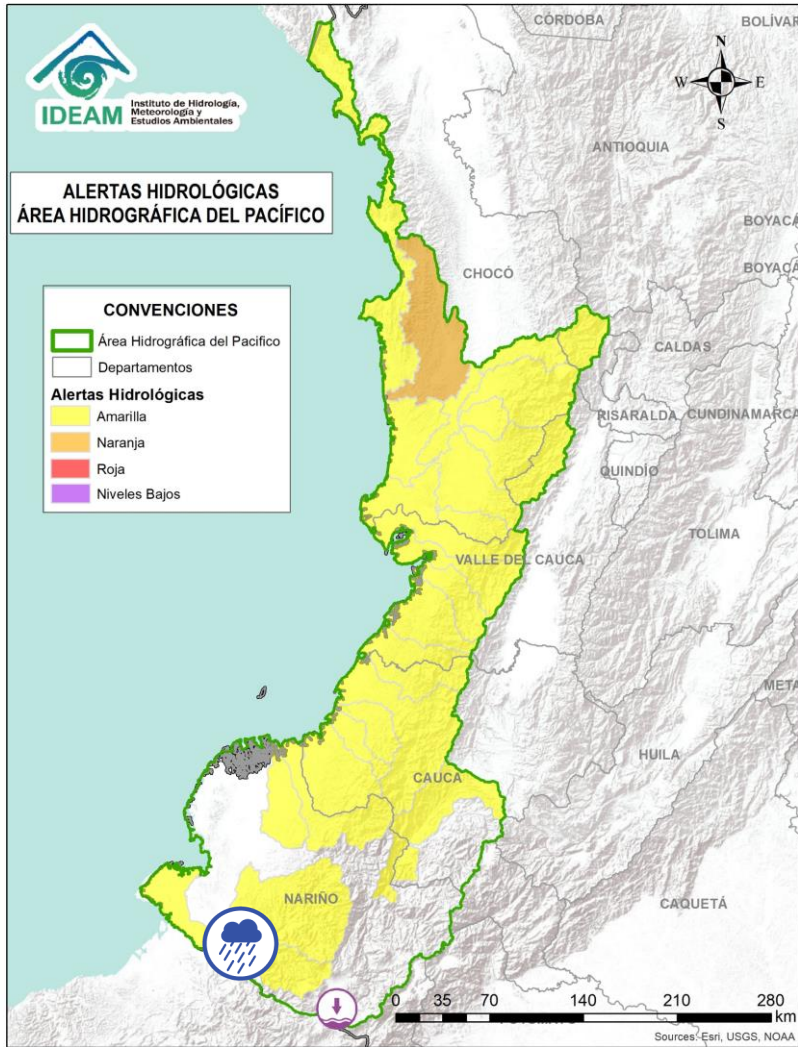 CÓRDOBA
BOLÍVAR
N
W
E
S
IDEAM
Instituto de Hidrología,
Meteorología y
Estudios Ambientales
ANTIOQUIA
ALERTAS HIDROLÓGICAS
ÁREA HIDROGRÁFICA DEL PACÍFICO
BOYACÁ
CHOCÓ
BOYACÁ
CONVENCIONES
Área Hidrográfica del Pacifico
Departamentos
Alertas Hidrológicas
Amarilla
Naranja
Roja
Niveles Bajos
CALDAS
RISARALDA
CUNDINAMARCA
QUINDÍO
TOLIMA
VALLE DEL CAUCA
META
HUILA
CAUCA
NARIÑO
CAQUETÁ
0 35 70 140 210 280
km
Sources: Esri, USGS, NOAA